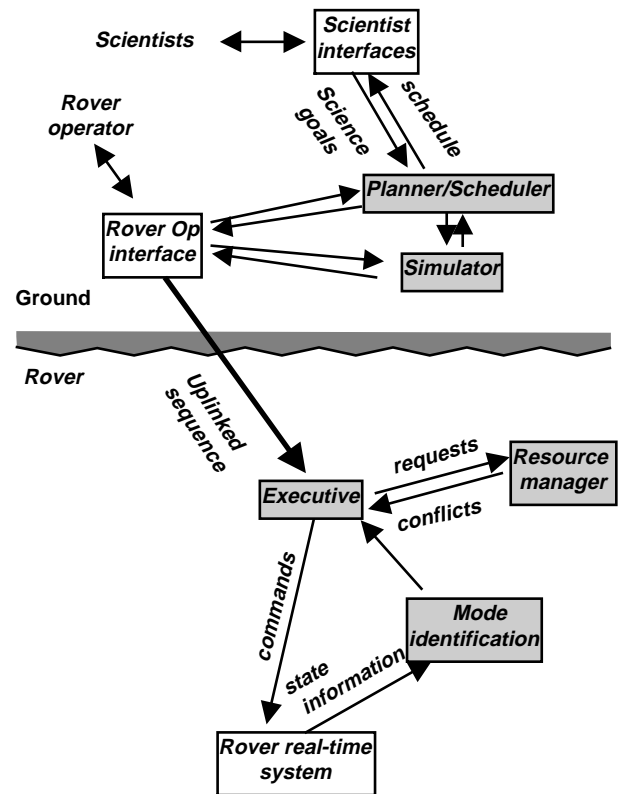 Scientists
Scientist
interfaces
Rover
operator
Science
goals
schedule
Planner/Scheduler
Rover Op
interface
Simulator
Ground
Rover
Uplinked
sequence
requests
Resource
manager
Executive
conflicts
commands
Mode
identification
state
information
Rover real-time
system